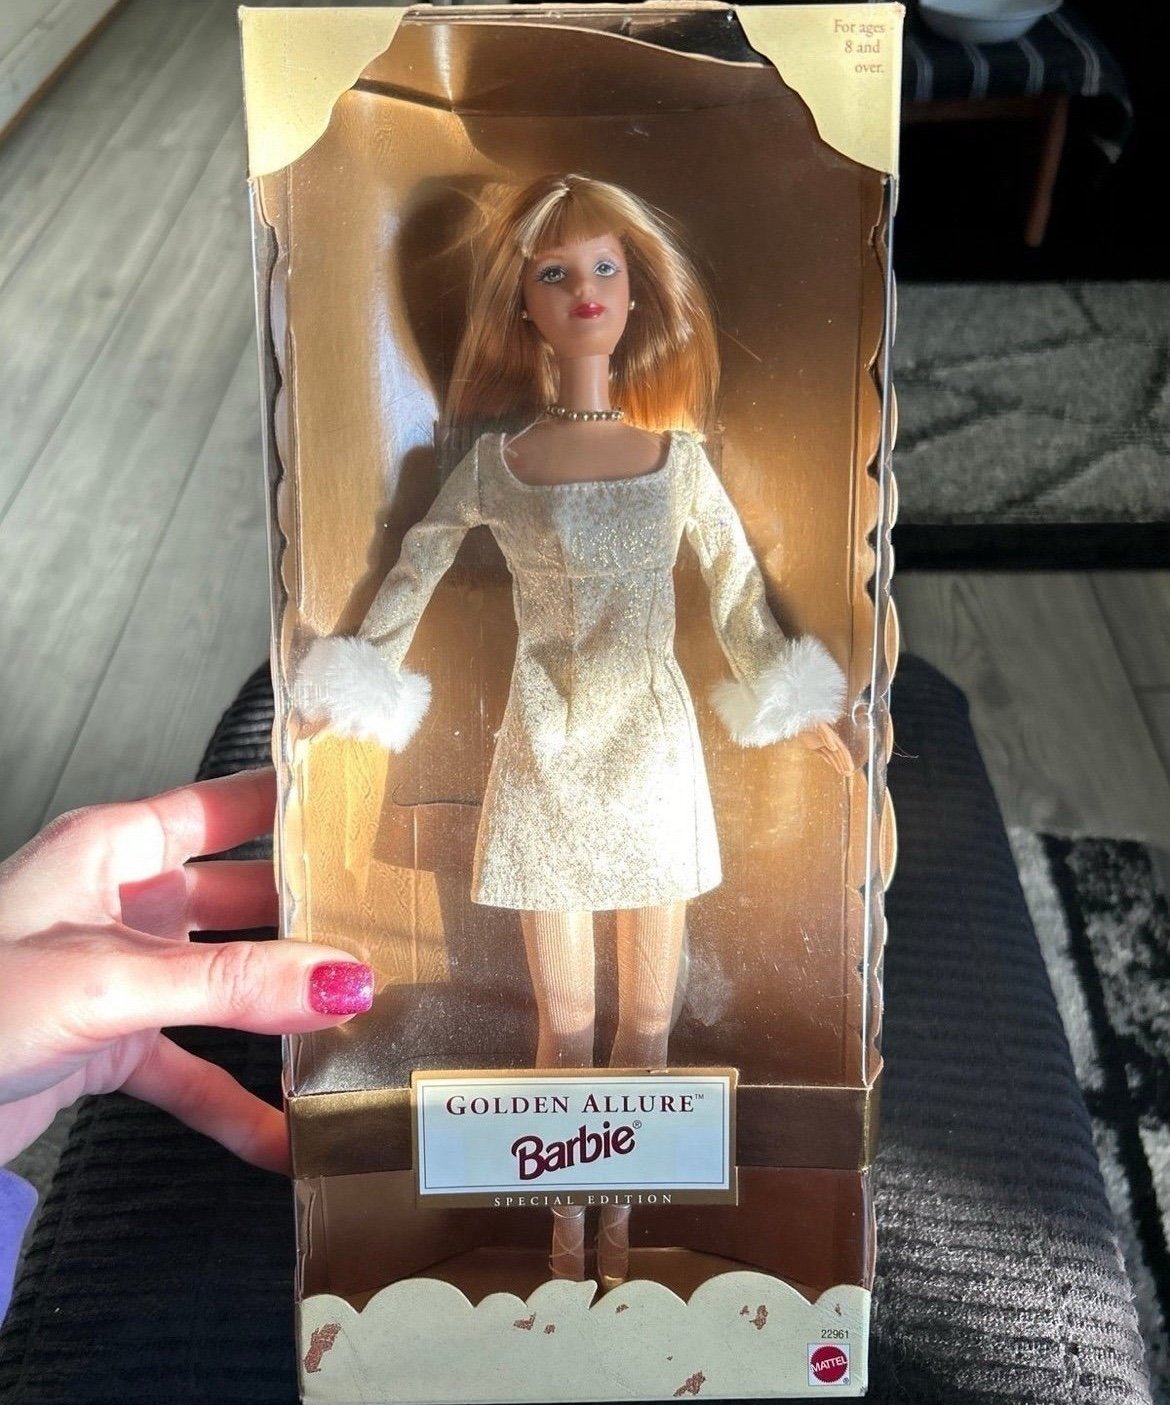 For ages
8 and
over.
GOLDEN ALLURE™
Barbie®
SPECIAL EDITION
22961
MATTEL®